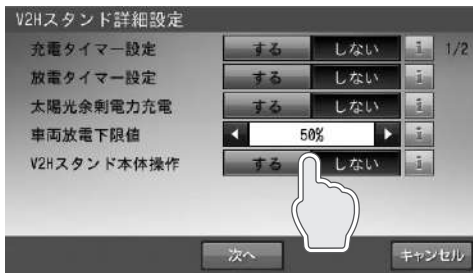 V2Hスタンド詳細設定
充電タイマー設定 する しない i 1/2
放電タイマー設定 する しない i
太陽光余剰電力充電 する しない i
車両放電下限値 50% i
V2Hスタンド本体操作 する しない i
次へ キャンセル